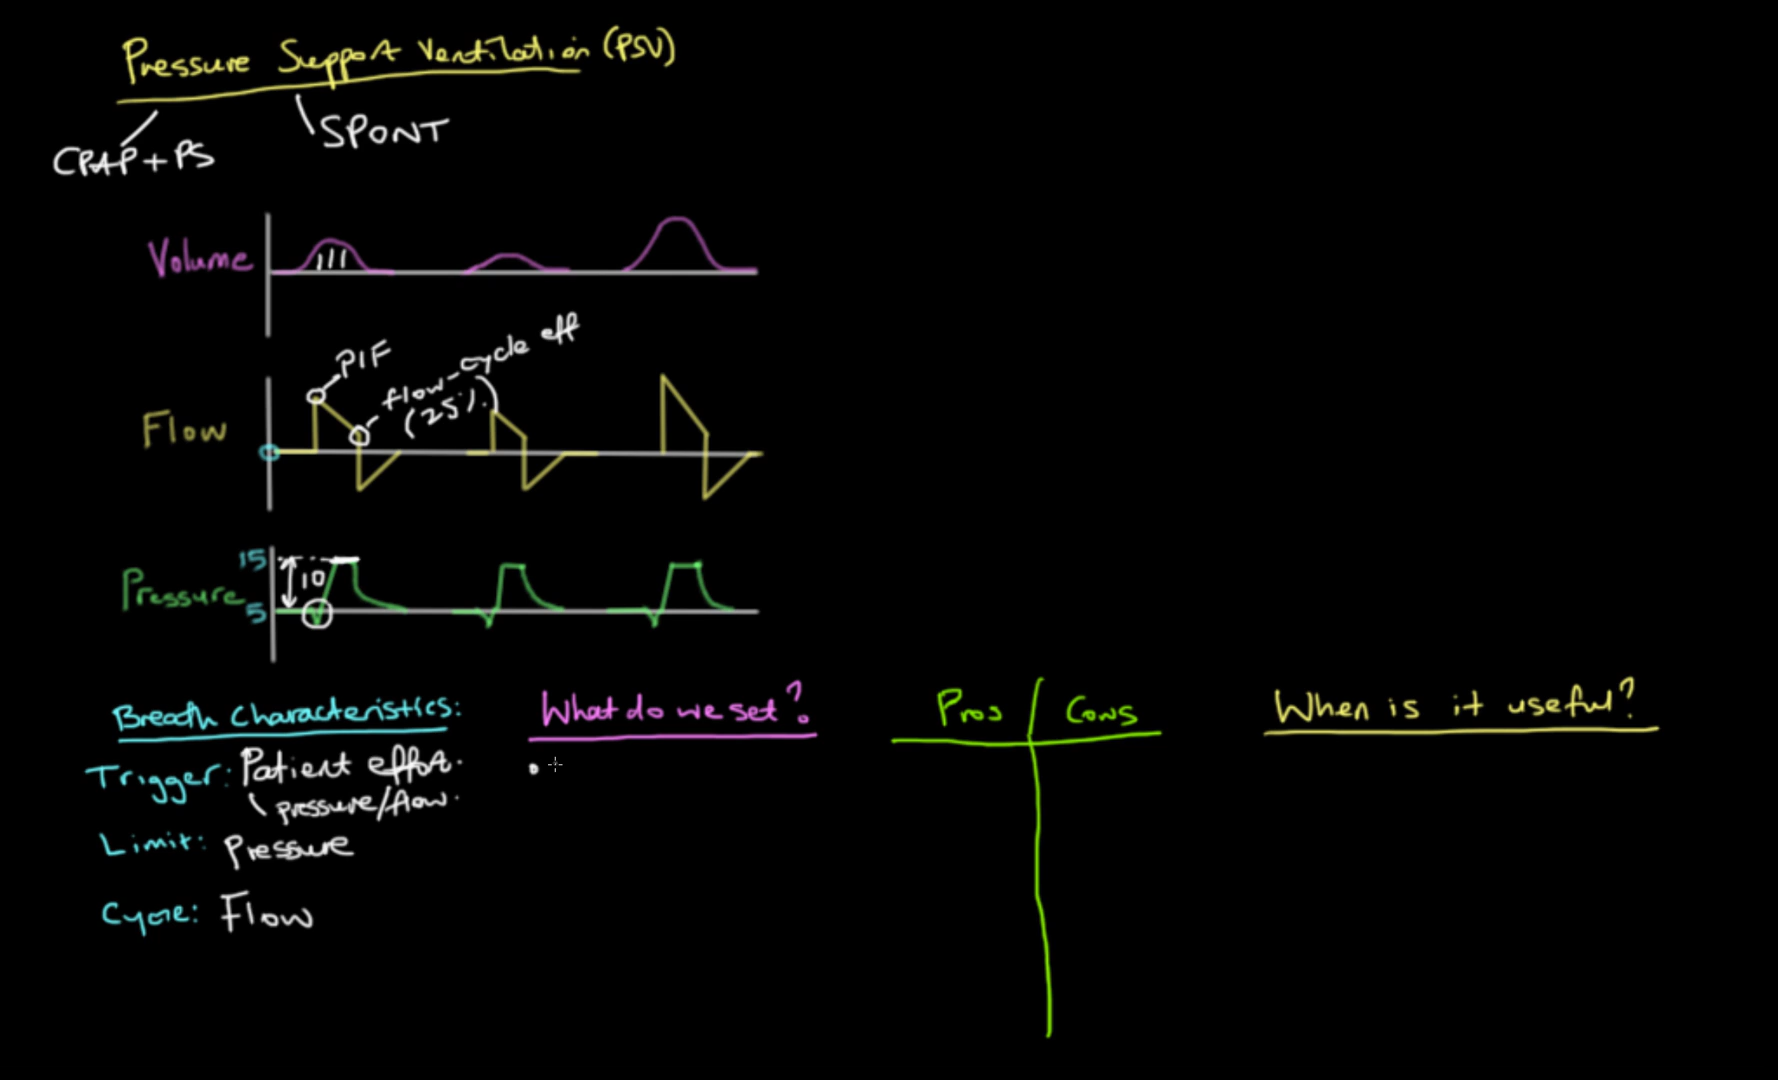 Pressure Support Ventilation (PSV)
CPAP + PS
SPONT
Volume
PIF
flow-cycle eff
(25%)
Flow
15
10
Pressure
5
Breath Characteristics:
Trigger: Patient effort.
pressure/flow.
Limit: Pressure
Cycle: Flow
What do we set?
Pros
Cons
When is it useful?